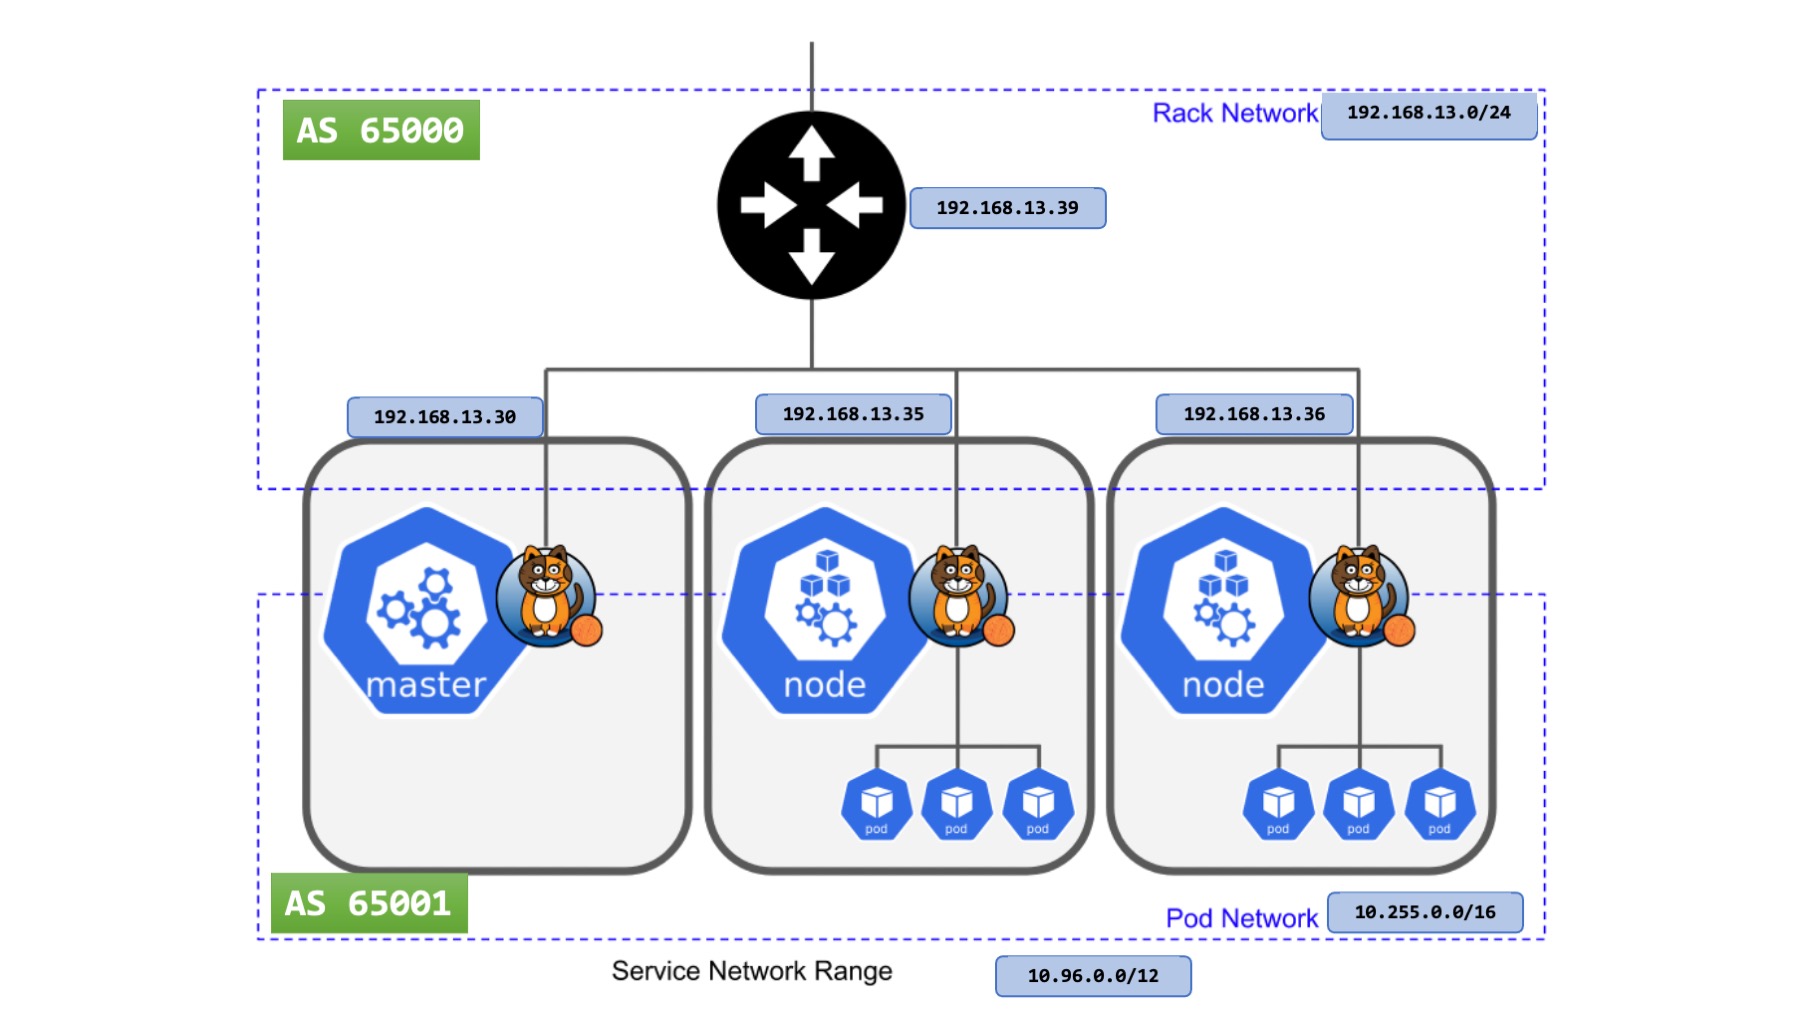 AS 65000
Rack Network 192.168.13.0/24
192.168.13.39
192.168.13.30
192.168.13.35
192.168.13.36
master
node
node
pod
pod
pod
pod
pod
pod
AS 65001
Pod Network 10.255.0.0/16
Service Network Range 10.96.0.0/12